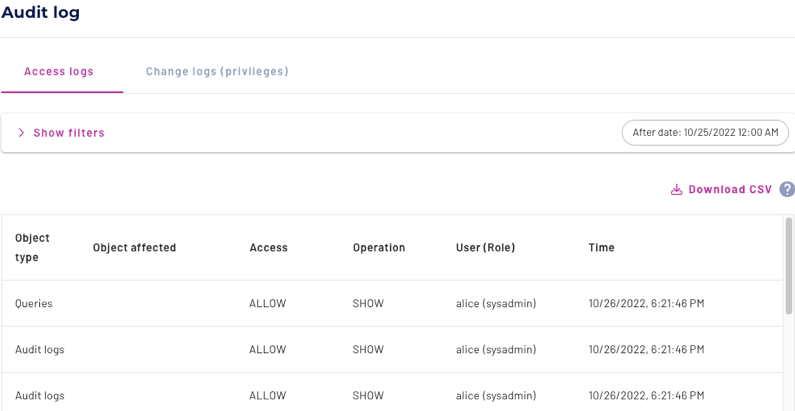 Audit log
Access logs Change logs (privileges)
Show filters After date: 10/25/2022 12:00 AM
Download CSV ?
Object type Object affected Access Operation User (Role) Time
Queries ALLOW SHOW alice (sysadmin) 10/26/2022, 6:21:46 PM
Audit logs ALLOW SHOW alice (sysadmin) 10/26/2022, 6:21:46 PM
Audit logs ALLOW SHOW alice (sysadmin) 10/26/2022, 6:21:46 PM